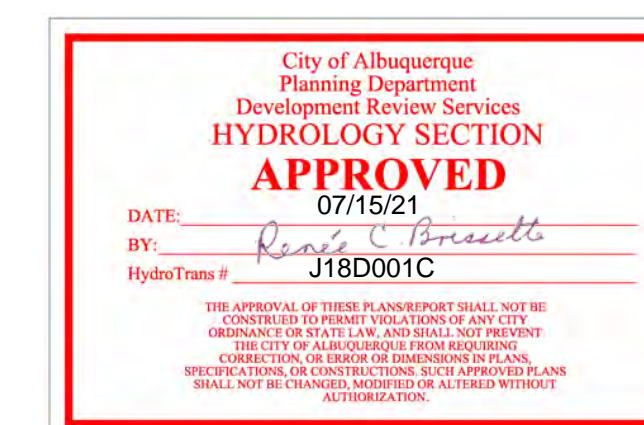 City of Albuquerque
Planning Department
Development Review Services
HYDROLOGY SECTION
APPROVED
DATE: 07/15/21
BY: Renée C. Brissette
HydroTrans # J18D001C
THE APPROVAL OF THESE PLANS/REPORT SHALL NOT BE
CONSTRUED TO PERMIT VIOLATIONS OF ANY CITY
ORDINANCE OR STATE LAW, AND SHALL NOT PREVENT
THE CITY OF ALBUQUERQUE FROM REQUIRING
CORRECTION, OR ERROR OR DIMENSIONS IN PLANS,
SPECIFICATIONS, OR CONSTRUCTIONS. SUCH APPROVED PLANS
SHALL NOT BE CHANGED, MODIFIED OR ALTERED WITHOUT
AUTHORIZATION.